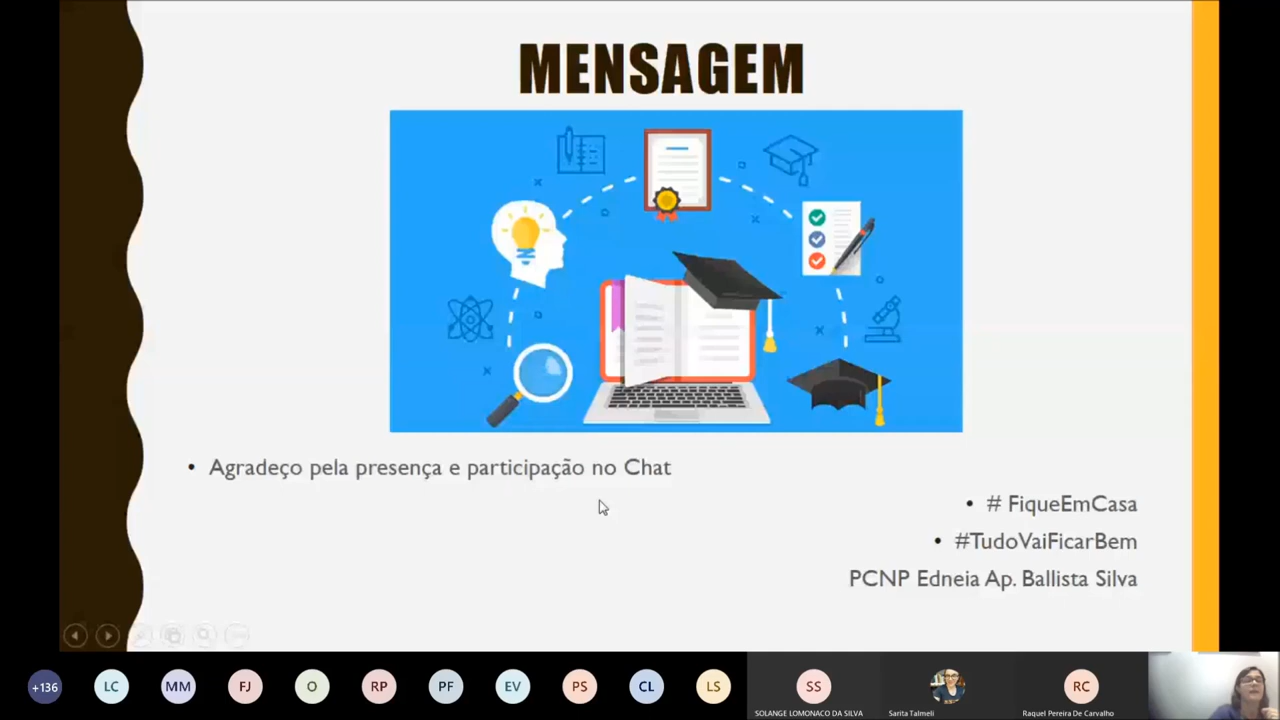 MENSAGEM
Agradeço pela presença e participação no Chat
# FiqueEmCasa
#TudoVaiFicarBem
PCNP Edneia Ap. Ballista Silva
+136
LC
MM
FJ
O
RP
PF
EV
PS
CL
LS
SS
RC
SOLANGE LOMONACO DA SILVA
Sarita Talmeli
Raquel Pereira De Carvalho